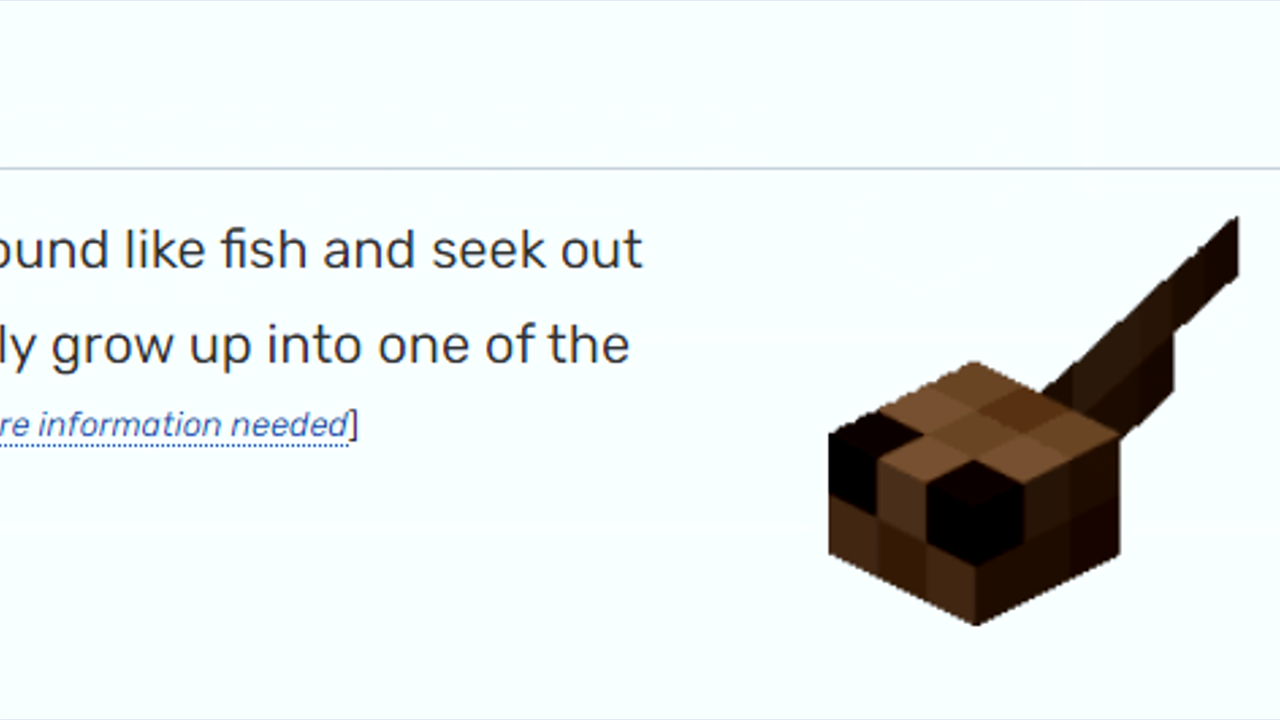 ound like fish and seek out
ly grow up into one of the
re information needed]